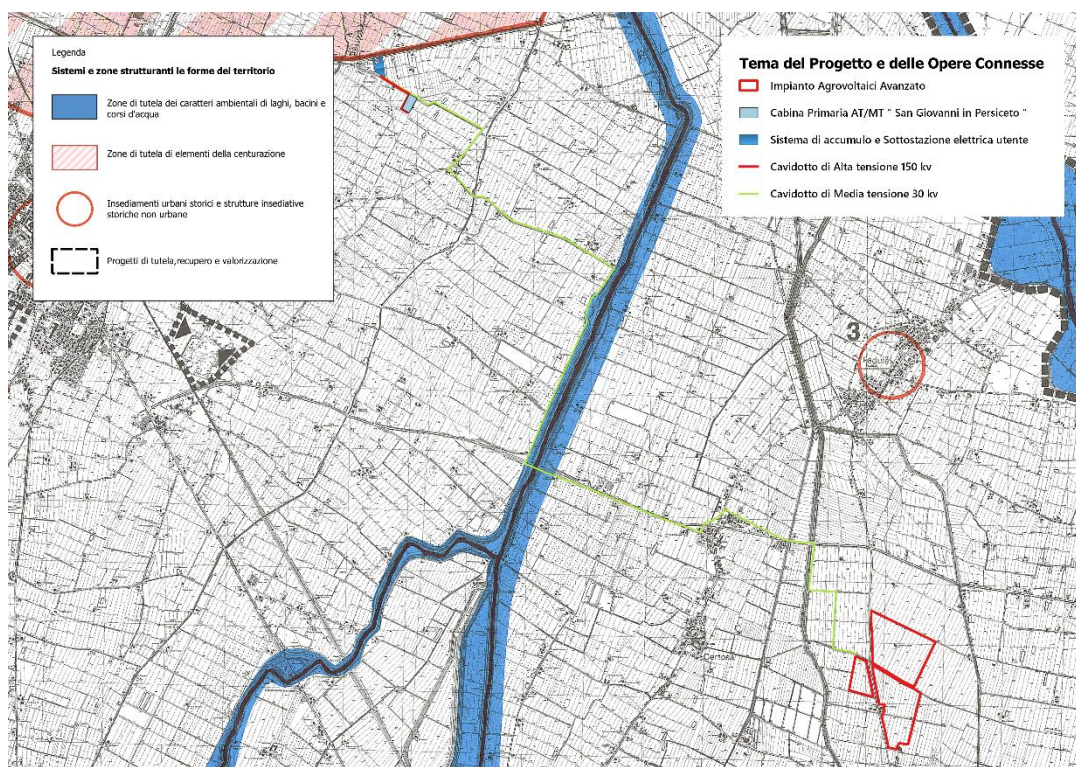 Legenda
Sistemi e zone strutturanti le forme del territorio
Zone di tutela dei caratteri ambientali di laghi, bacini e
corsi d'acqua
Zone di tutela di elementi della centurazione
Insediamenti urbani storici e strutture insediative
storiche non urbane
Progetti di tutela,recupero e valorizzazione
Tema del Progetto e delle Opere Connesse
Impianto Agrovoltaici Avanzato
Cabina Primaria AT/MT " San Giovanni in Persiceto "
Sistema di accumulo e Sottostazione elettrica utente
Cavidotto di Alta tensione 150 kv
Cavidotto di Media tensione 30 kv
3
Certosa